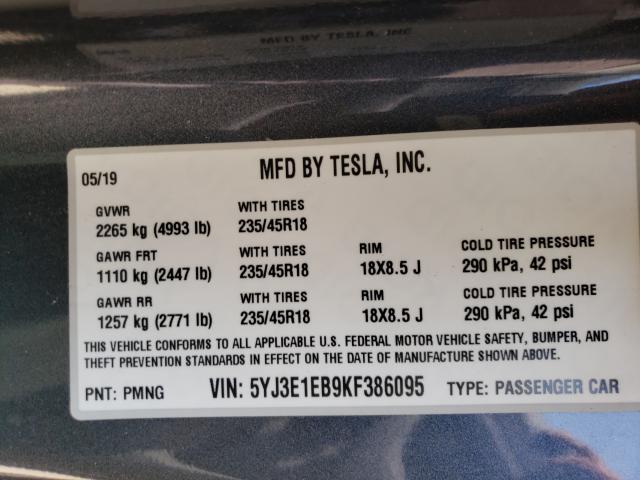 MFD BY TESLA, INC
05/19 MFD BY TESLA, INC.
GVWR WITH TIRES
2265 kg (4993 lb) 235/45R18
GAWR FRT WITH TIRES RIM COLD TIRE PRESSURE
1110 kg (2447 lb) 235/45R18 18X8.5 J 290 kPa, 42 psi
GAWR RR WITH TIRES RIM COLD TIRE PRESSURE
1257 kg (2771 lb) 235/45R18 18X8.5 J 290 kPa, 42 psi
THIS VEHICLE CONFORMS TO ALL APPLICABLE U.S. FEDERAL MOTOR VEHICLE SAFETY, BUMPER, AND
THEFT PREVENTION STANDARDS IN EFFECT ON THE DATE OF MANUFACTURE SHOWN ABOVE.
PNT: PMNG VIN: 5YJ3E1EB9KF386095 TYPE: PASSENGER CAR